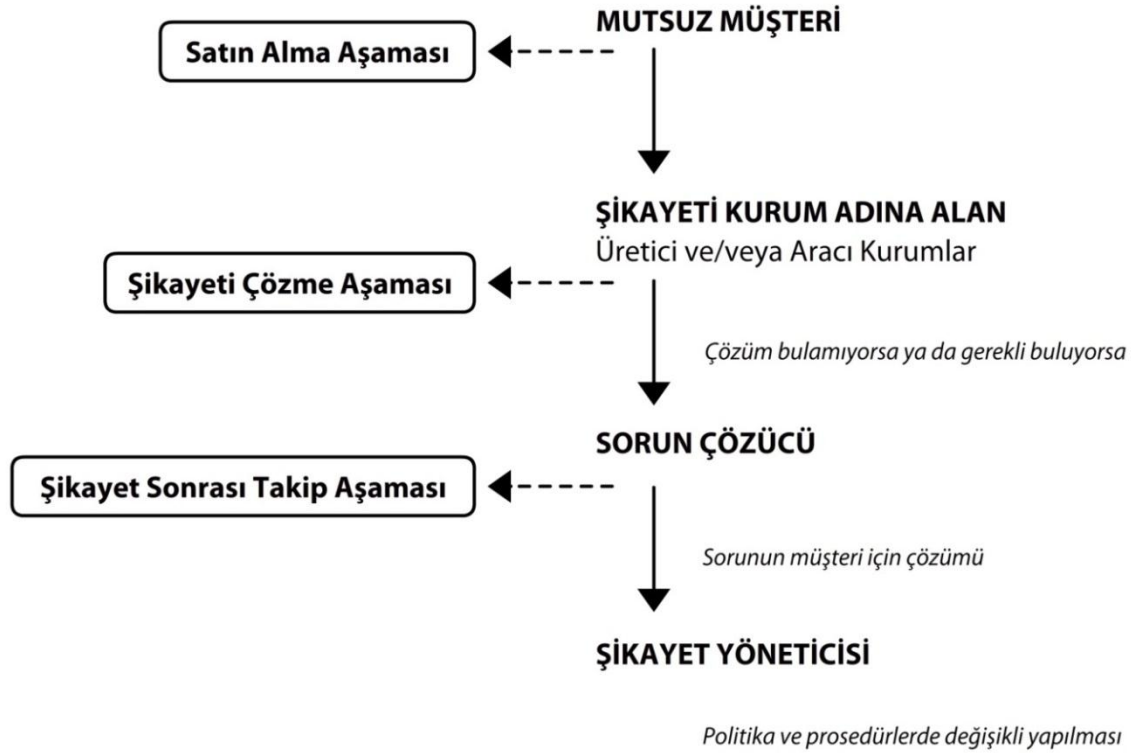 MUTSUZ MÜŞTERİ
Satın Alma Aşaması
ŞİKAYETİ KURUM ADINA ALAN
Üretici ve/veya Aracı Kurumlar
Şikayeti Çözme Aşaması
Çözüm bulamıyorsa ya da gerekli buluyorsa
SORUN ÇÖZÜCÜ
Şikayet Sonrası Takip Aşaması
Sorunun müşteri için çözümü
ŞİKAYET YÖNETİCİSİ
Politika ve prosedürlerde değişikli yapılması